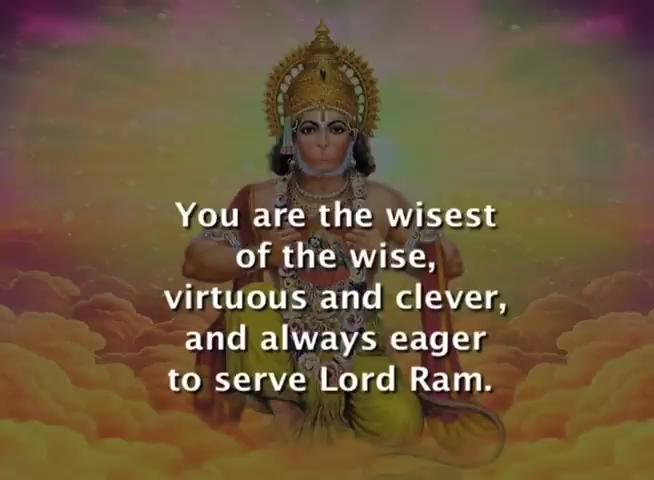 You are the wisest
of the wise,
virtuous and clever,
and always eager
to serve Lord Ram.